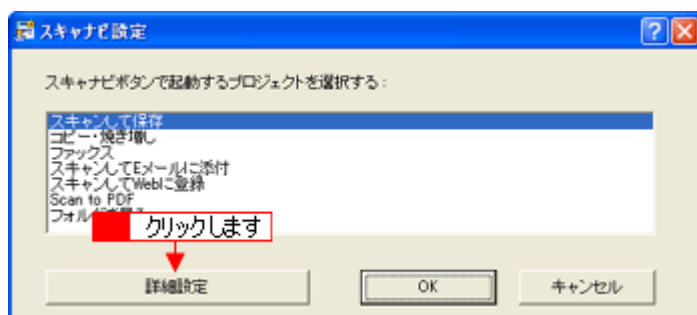 スキャナビ設定
スキャナビボタンで起動するプロジェクトを選択する：
スキャンして保存
コピー・焼き増し
ファックス
スキャンしてEメールに添付
スキャンしてWebに登録
Scan to PDF
フォル
クリックします
詳細設定
OK
キャンセル